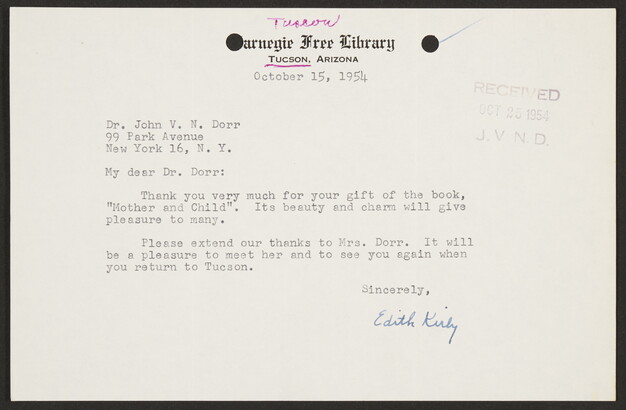 Tucson
Carnegie Free Library
TUCSON, ARIZONA
October 15, 1954
RECEIVED
OCT 25 1954
J. V. N. D.
Dr. John V. N. Dorr
99 Park Avenue
New York 16, N. Y.
My dear Dr. Dorr:
Thank you very much for your gift of the book,
"Mother and Child". Its beauty and charm will give
pleasure to many.
Please extend our thanks to Mrs. Dorr. It will
be a pleasure to meet her and to see you again when
you return to Tucson.
Sincerely,
Edith Kirby